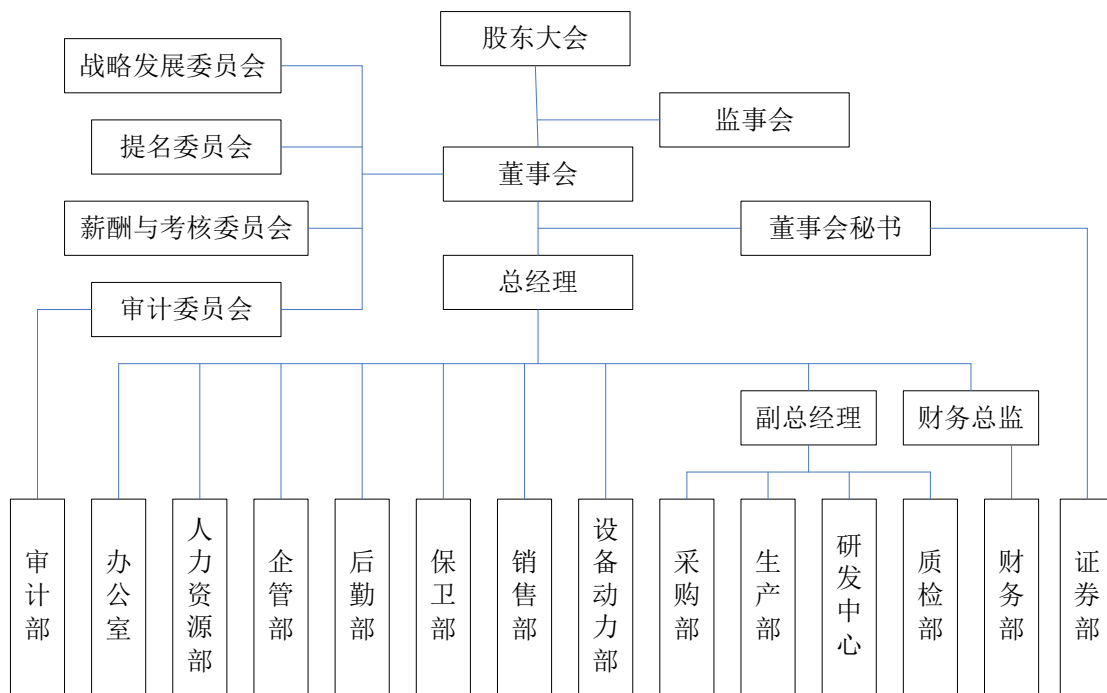 股东大会
战略发展委员会
监事会
提名委员会
董事会
薪酬与考核委员会
董事会秘书
总经理
审计委员会
副总经理
财务总监
审计部
办公室
人力资源部
企管部
后勤部
保卫部
销售部
设备动力部
采购部
生产部
研发中心
质检部
财务部
证券部